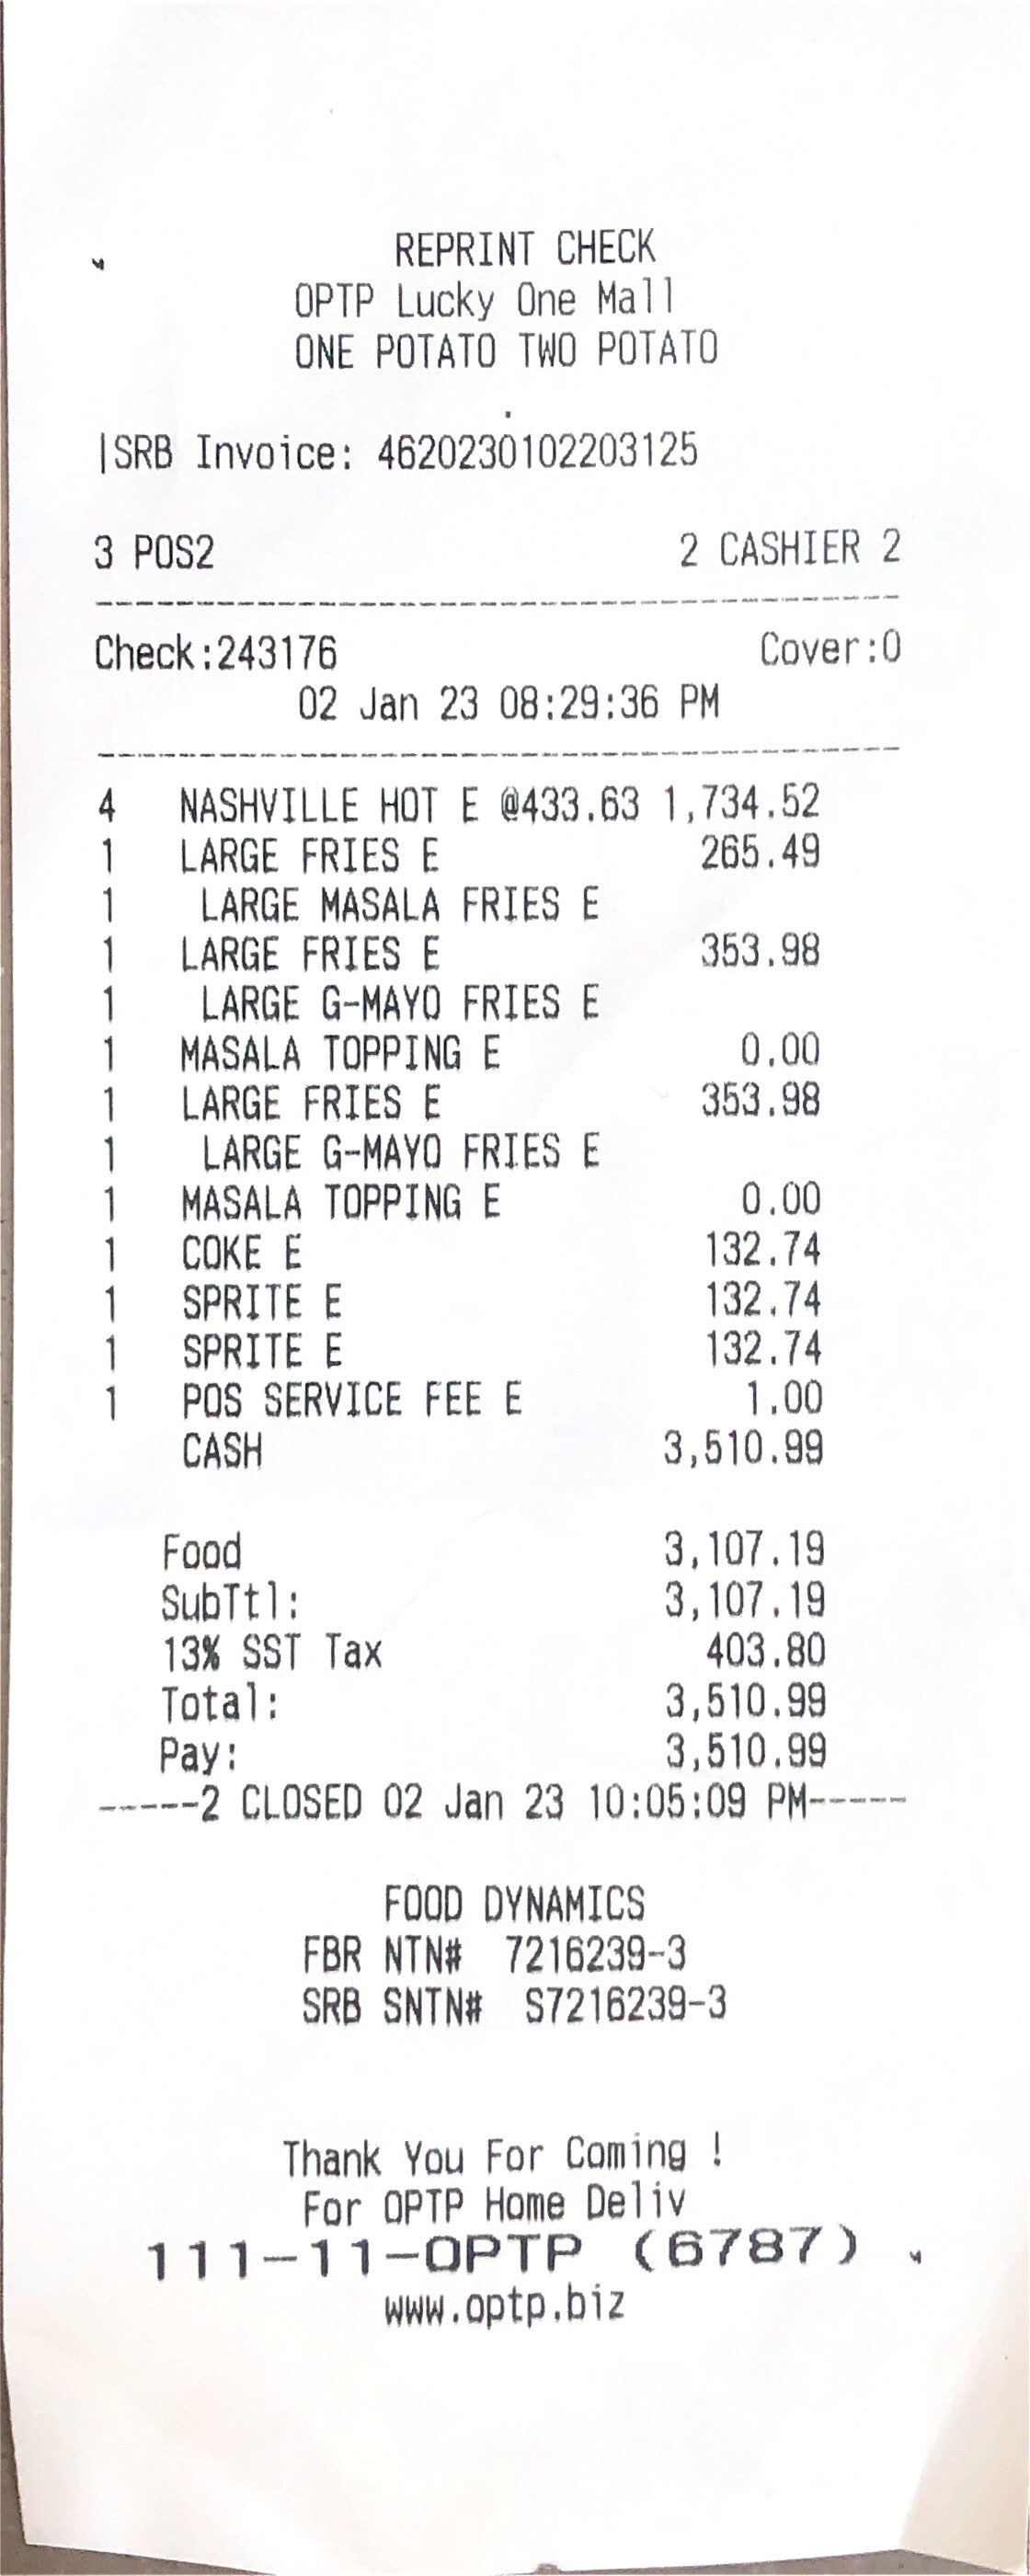 REPRINT CHECK
OPTP Lucky One Mall
ONE POTATO TWO POTATO
.
|SRB Invoice: 4620230102203125
3 POS2 2 CASHIER 2
----------------------------------------
Check:243176 Cover:0
02 Jan 23 08:29:36 PM
----------------------------------------
4 NASHVILLE HOT E @433.63 1,734.52
1 LARGE FRIES E 265.49
1 LARGE MASALA FRIES E
1 LARGE FRIES E 353.98
1 LARGE G-MAYO FRIES E
1 MASALA TOPPING E 0.00
1 LARGE FRIES E 353.98
1 LARGE G-MAYO FRIES E
1 MASALA TOPPING E 0.00
1 COKE E 132.74
1 SPRITE E 132.74
1 SPRITE E 132.74
1 POS SERVICE FEE E 1.00
CASH 3,510.99
Food 3,107.19
SubTtl: 3,107.19
13% SST Tax 403.80
Total: 3,510.99
Pay: 3,510.99
-----2 CLOSED 02 Jan 23 10:05:09 PM-----
FOOD DYNAMICS
FBR NTN# 7216239-3
SRB SNTN# S7216239-3
Thank You For Coming !
For OPTP Home Deliv
111-11-OPTP (6787)
www.optp.biz